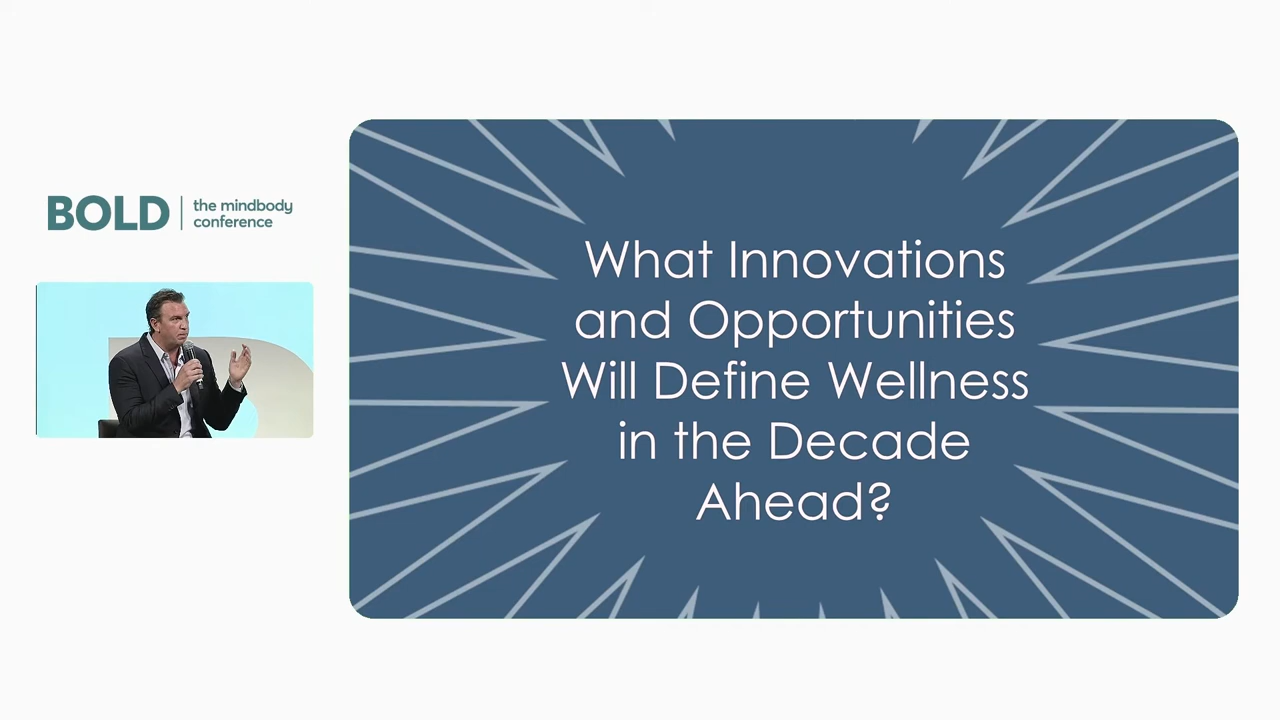 BOLD
the mindbody
conference
What Innovations
and Opportunities
Will Define Wellness
in the Decade
Ahead?